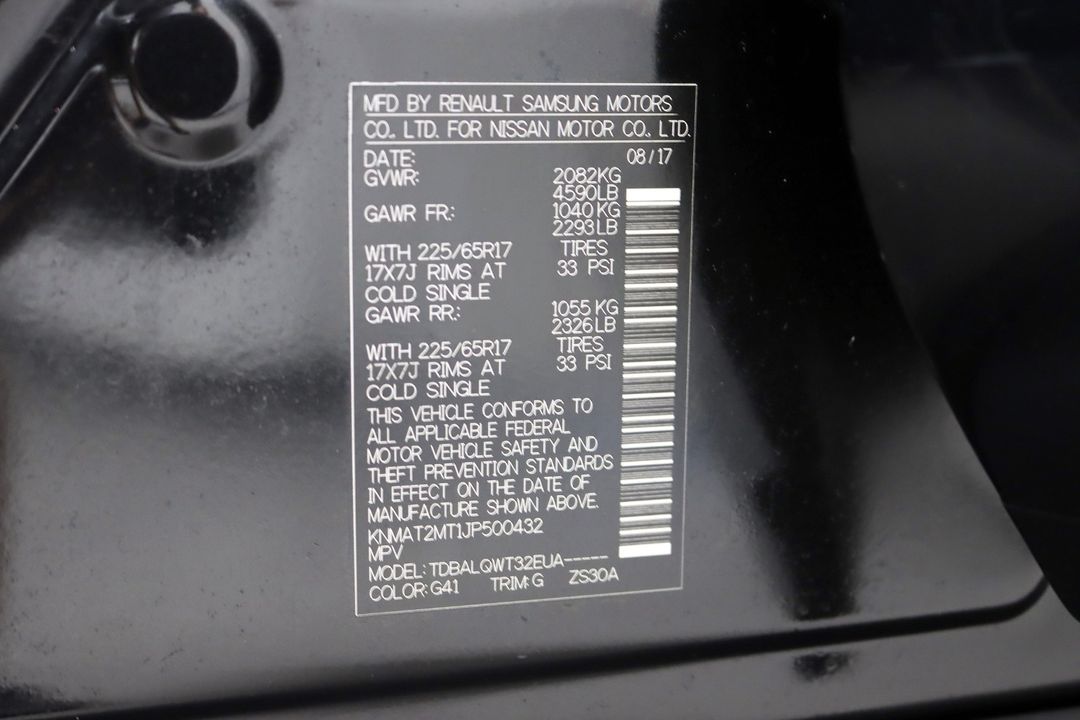 MFD BY RENAULT SAMSUNG MOTORS
CO., LTD. FOR NISSAN MOTOR CO., LTD.
DATE: 08/17
GVWR: 2082KG
4590LB
GAWR FR.: 1040KG
2293LB
WITH 225/65R17 TIRES
17X7J RIMS AT 33 PSI
COLD SINGLE
GAWR RR.: 1055KG
2326LB
WITH 225/65R17 TIRES
17X7J RIMS AT 33 PSI
COLD SINGLE
THIS VEHICLE CONFORMS TO
ALL APPLICABLE FEDERAL
MOTOR VEHICLE SAFETY AND
THEFT PREVENTION STANDARDS
IN EFFECT ON THE DATE OF
MANUFACTURE SHOWN ABOVE.
KNMAT2MT1JP500432
MPV
MODEL: TDBALQWT32EUA-----
COLOR: G41 TRIM: G ZS30A